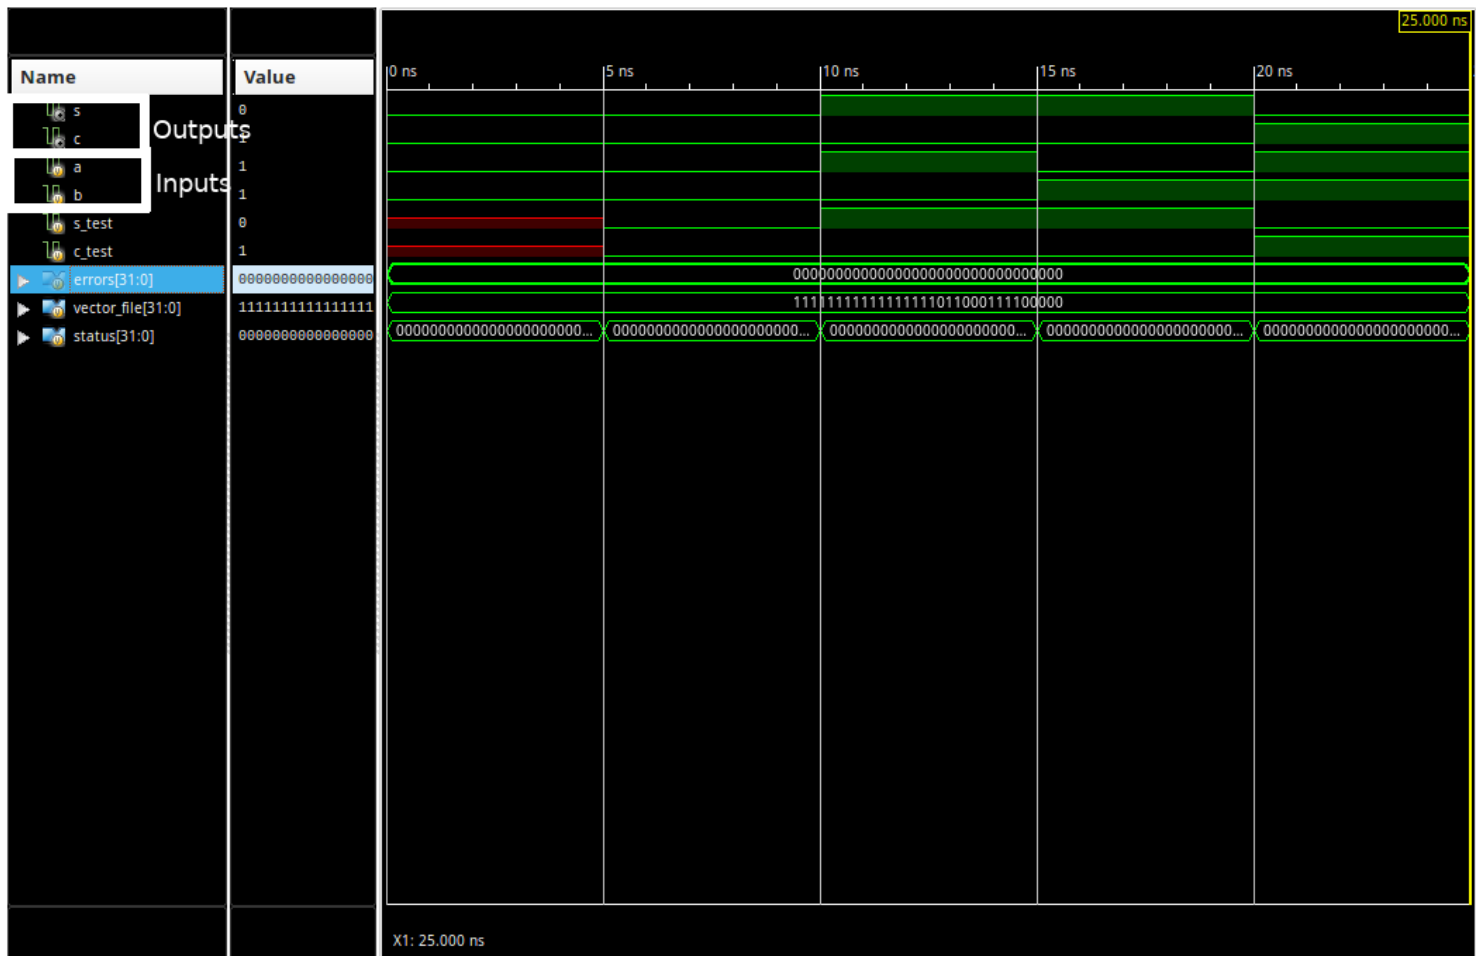 25.000 ns
Name
Value
0 ns
5 ns
10 ns
15 ns
20 ns
s
0
Outputs
c
1
a
1
Inputs
b
1
s_test
0
c_test
1
errors[31:0]
0000000000000000
00000000000000000000000000000000
vector_file[31:0]
1111111111111111
11111111111111111011000111100000
status[31:0]
0000000000000000
0000000000000000000000...
0000000000000000000000...
0000000000000000000000...
0000000000000000000000...
0000000000000000000000...
X1: 25.000 ns